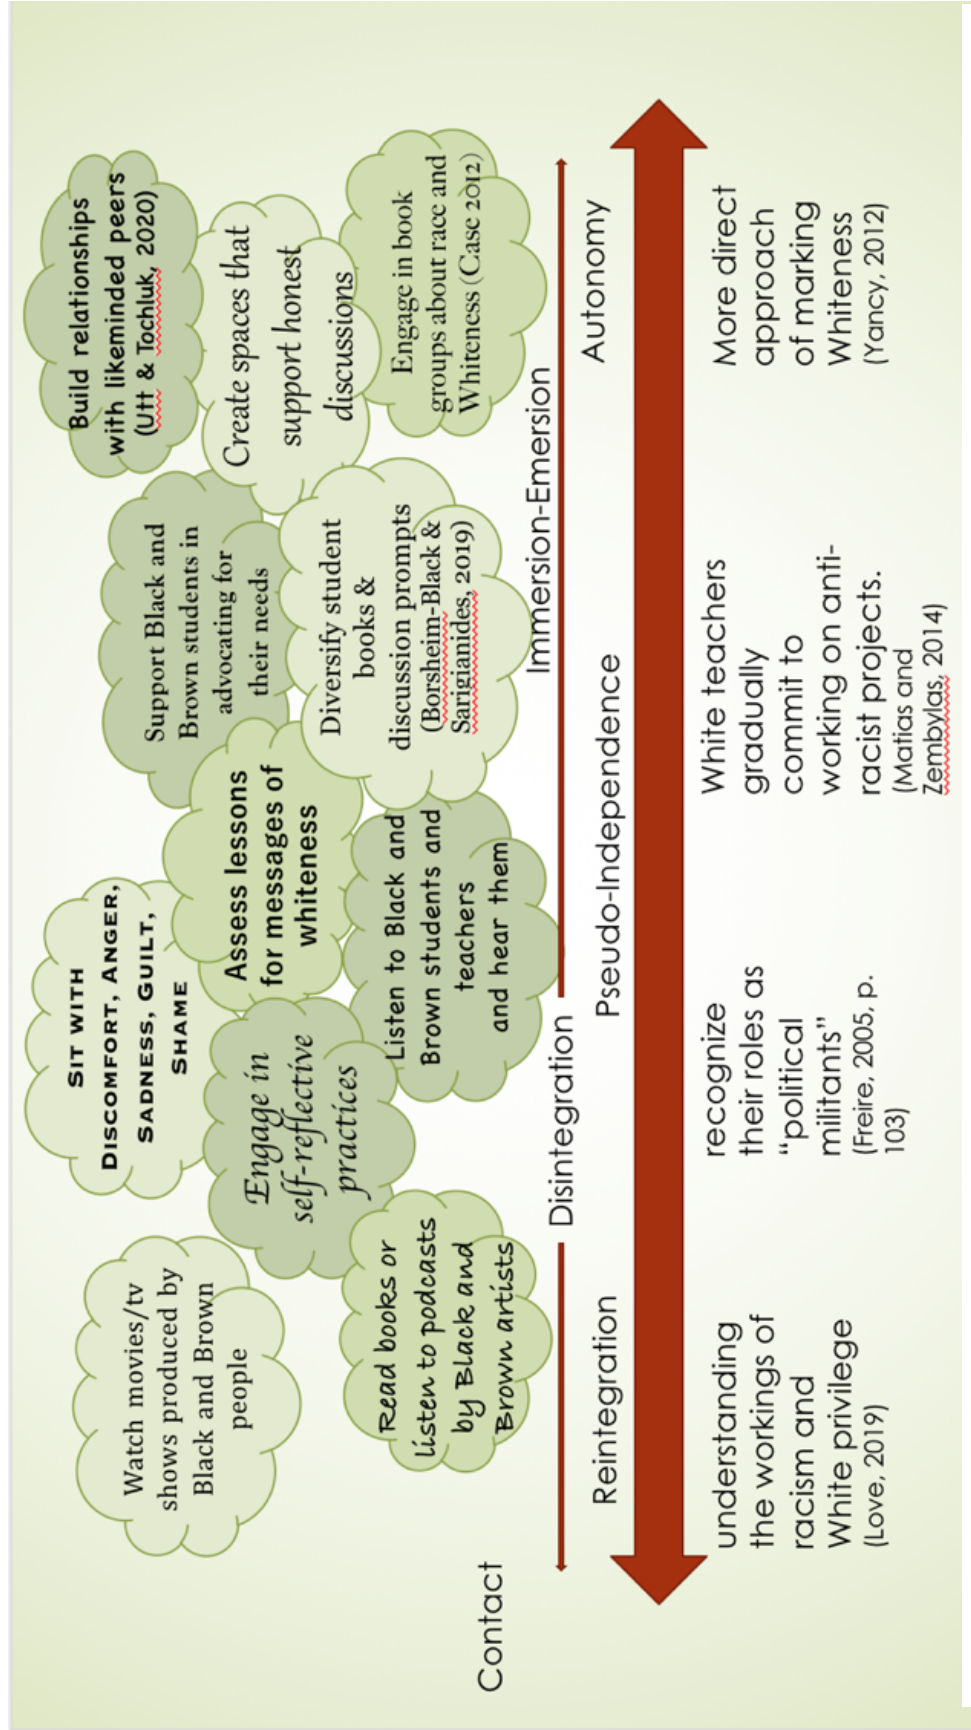 Watch movies/tv
shows produced by
Black and Brown
people
Read books or
listen to podcasts
by Black and
Brown artists
Sit with
Discomfort, Anger,
Sadness, Guilt,
Shame
Engage in
self-reflective
practices
Assess lessons
for messages of
whiteness
Listen to Black and
Brown students and
teachers
and hear them
Support Black and
Brown students in
advocating for
their needs
Diversify student
books &
discussion prompts
(Borsheim-Black &
Sarigianides, 2019)
Build relationships
with likeminded peers
(Utt & Tochluk, 2020)
Create spaces that
support honest
discussions
Engage in book
groups about race and
Whiteness (Case 2012)
Contact
Reintegration
Disintegration
Pseudo-Independence
Immersion-Emersion
Autonomy
understanding
the workings of
racism and
White privilege
(Love, 2019)
recognize
their roles as
“political
militants”
(Freire, 2005, p.
103)
White teachers
gradually
commit to
working on anti-
racist projects.
(Matias and
Zembylas, 2014)
More direct
approach
of marking
Whiteness
(Yancy, 2012)